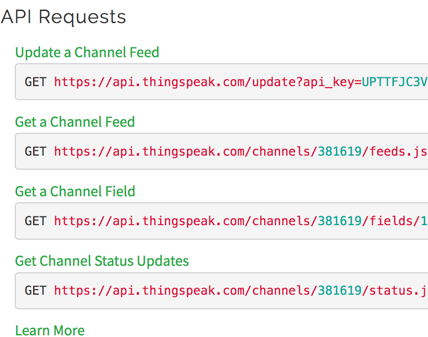 API Requests
Update a Channel Feed
GET https://api.thingspeak.com/update?api_key=UPTTFJC3V
Get a Channel Feed
GET https://api.thingspeak.com/channels/381619/feeds.js
Get a Channel Field
GET https://api.thingspeak.com/channels/381619/fields/1
Get Channel Status Updates
GET https://api.thingspeak.com/channels/381619/status.j
Learn More